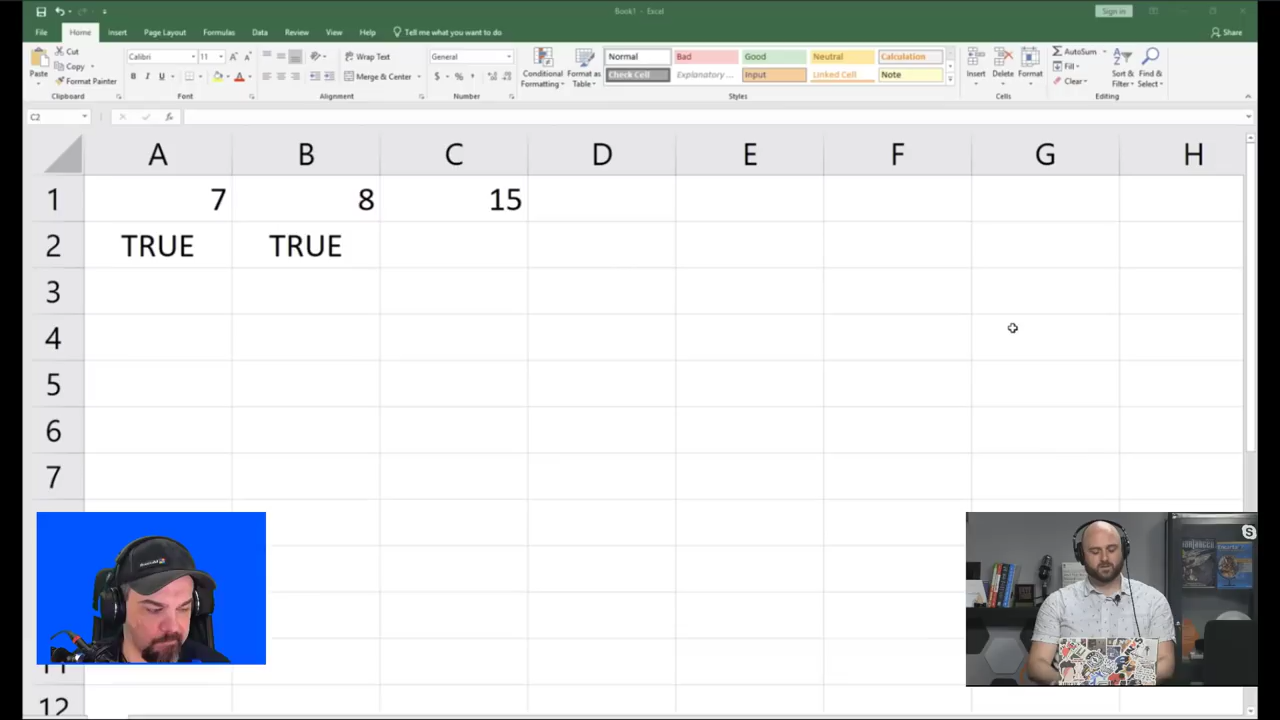 Book1 - Excel
Sign in
File Home Insert Page Layout Formulas Data Review View Help Tell me what you want to do Share
Paste
Cut
Copy
Format Painter
Clipboard
Calibri 11
B I U
Font
Wrap Text
Merge & Center
Alignment
General
$ % ,
Number
Conditional Formatting
Format as Table
Normal Bad Good Neutral Calculation
Check Cell Explanatory ... Input Linked Cell Note
Styles
Insert Delete Format
Cells
AutoSum
Fill
Clear
Sort & Filter
Find & Select
Editing
C2 fx
A B C D E F G H
1 7 8 15
2 TRUE TRUE
3
4
5
6
7
12